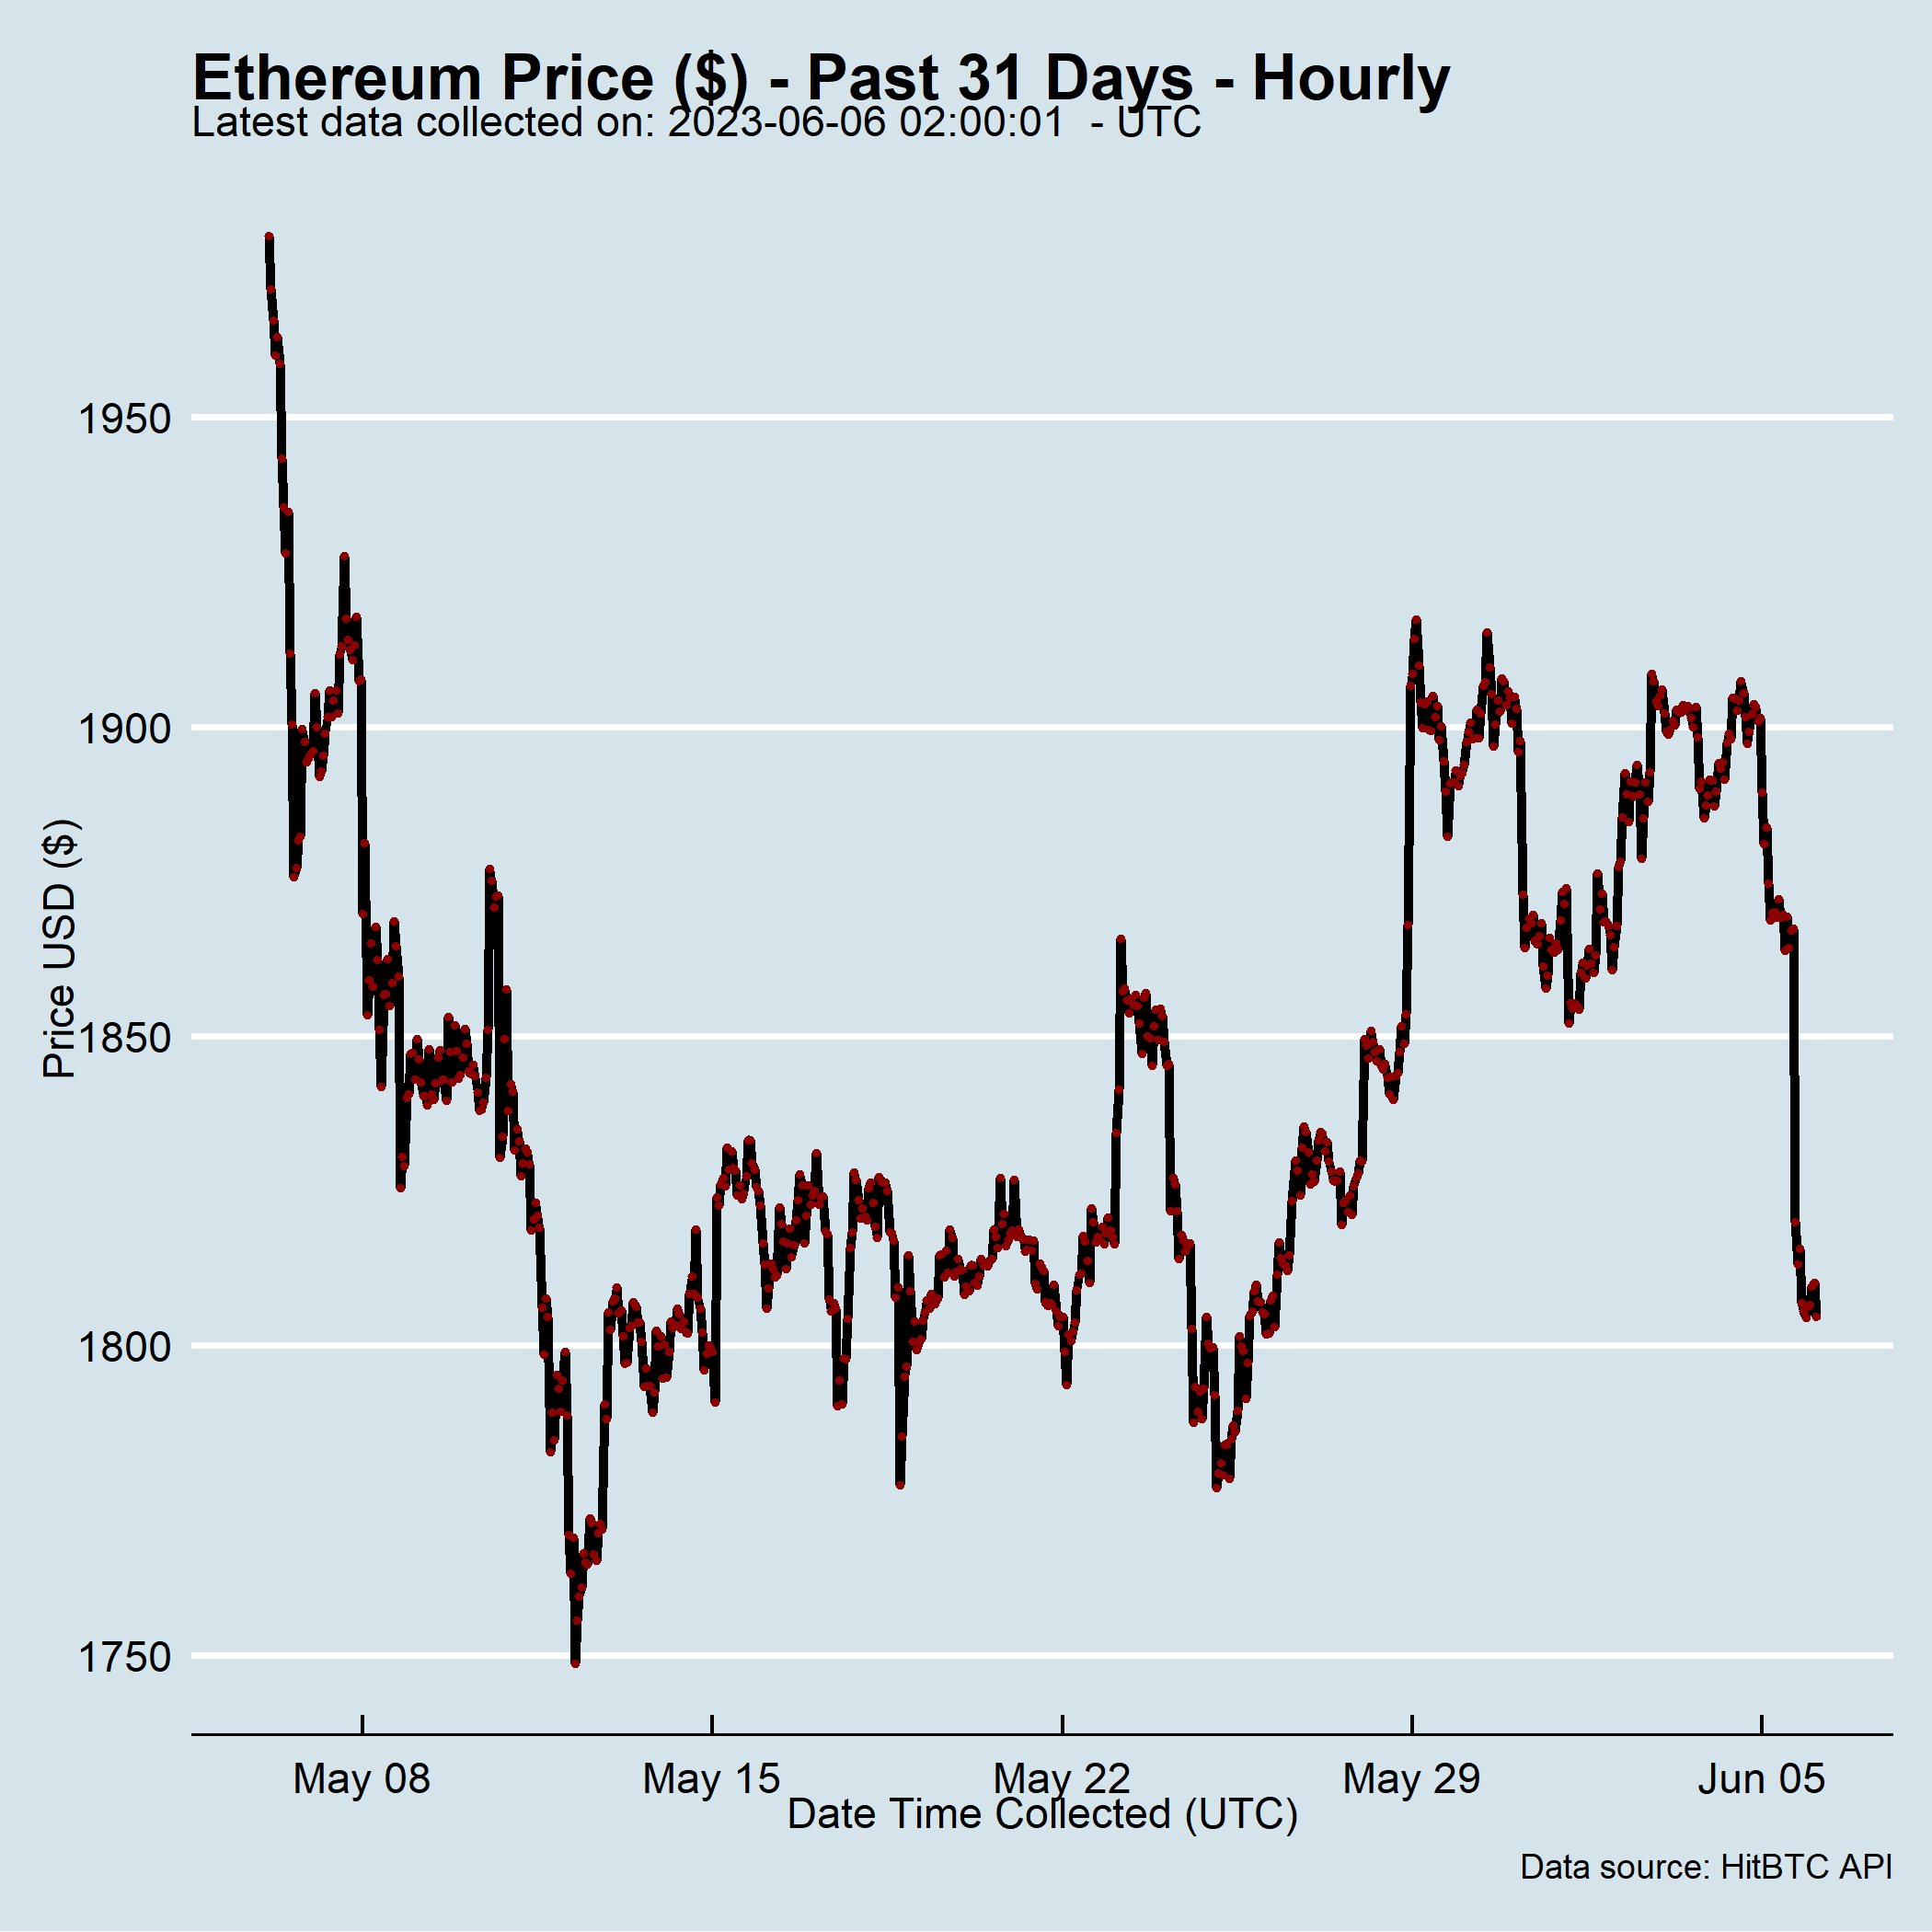 Ethereum Price ($) - Past 31 Days - Hourly
Latest data collected on: 2023-06-06 02:00:01  - UTC
Price USD ($)
1950
1900
1850
1800
1750
May 08
May 15
May 22
May 29
Jun 05
Date Time Collected (UTC)
Data source: HitBTC API